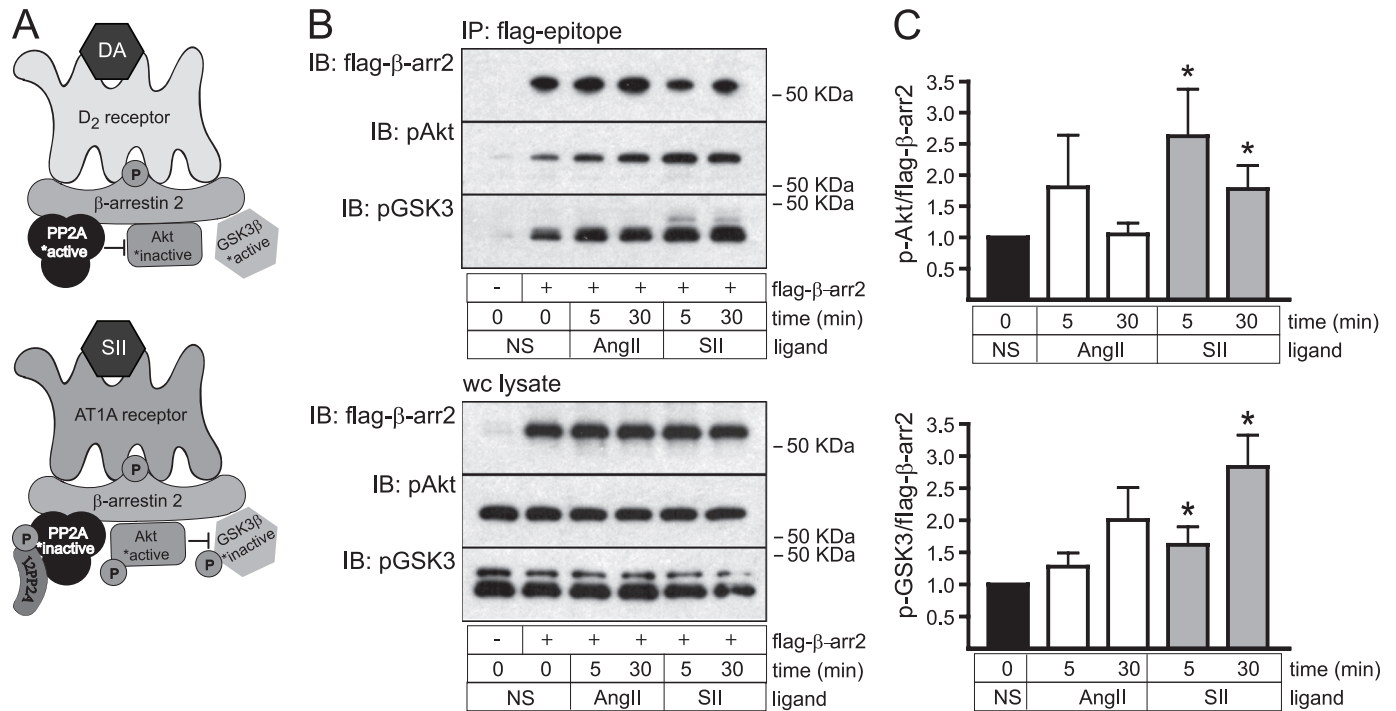 A
DA
D2 receptor
P
β-arrestin 2
PP2A
*active
Akt
*inactive
GSK3β
*active
SII
AT1A receptor
P
β-arrestin 2
P
PP2A
*inactive
I2PP2A
Akt
*active
P
P
GSK3β
*inactive
B
IP: flag-epitope
IB: flag-β-arr2
– 50 KDa
IB: pAkt
– 50 KDa
IB: pGSK3
– 50 KDa
- + + + + + flag-β-arr2
0 0 5 30 5 30 time (min)
NS AngII SII ligand
wc lysate
IB: flag-β-arr2
– 50 KDa
IB: pAkt
– 50 KDa
IB: pGSK3
– 50 KDa
- + + + + + flag-β-arr2
0 0 5 30 5 30 time (min)
NS AngII SII ligand
C
p-Akt/flag-β-arr2
3.5
3.0
2.5
2.0
1.5
1.0
0.5
* *
0 5 30 5 30 time (min)
NS AngII SII ligand
p-GSK3/flag-β-arr2
3.5
3.0
2.5
2.0
1.5
1.0
0.5
* *
0 5 30 5 30 time (min)
NS AngII SII ligand